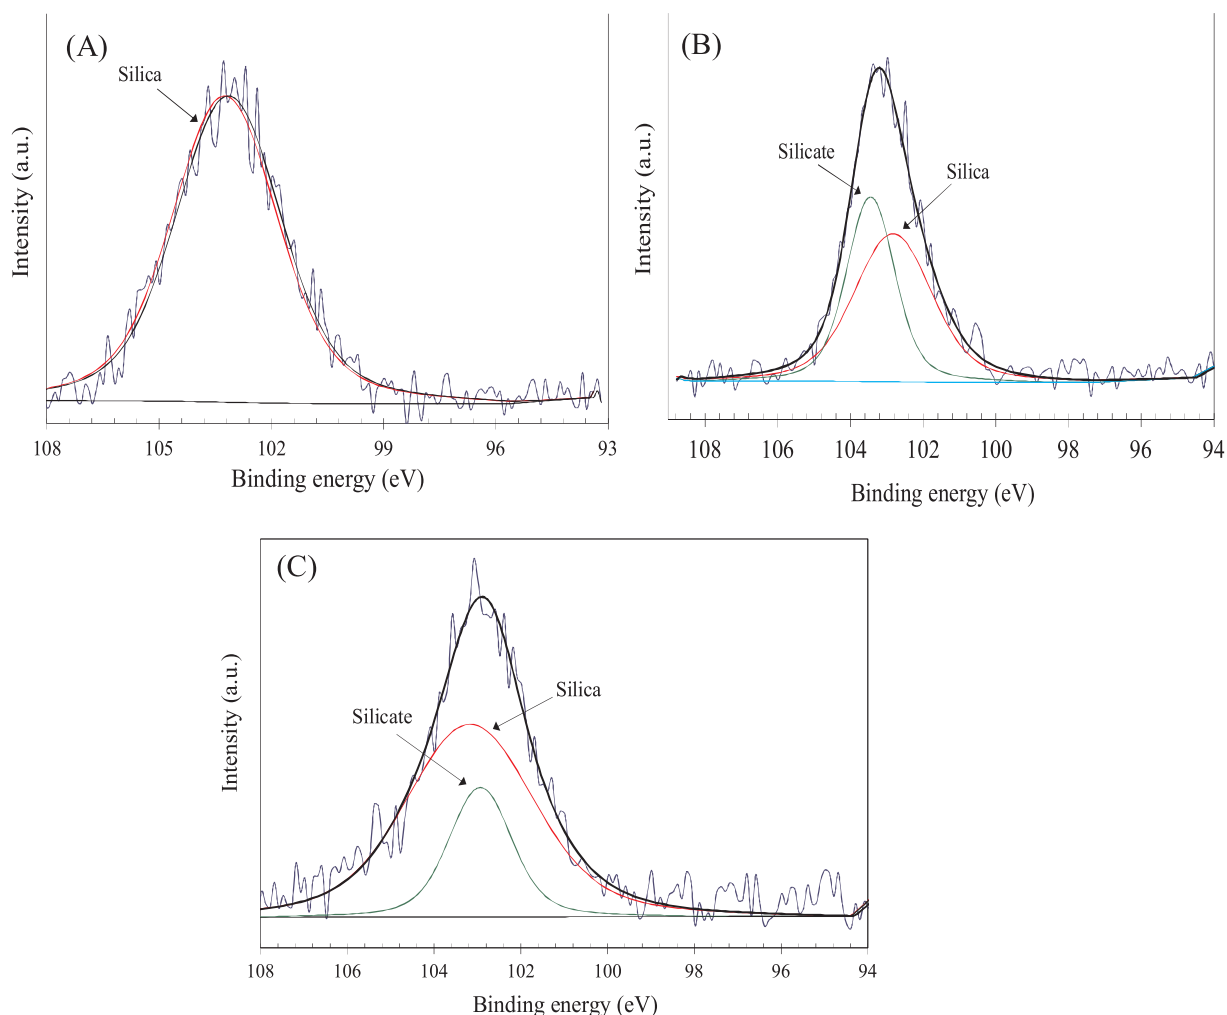 (A)
Silica
Intensity (a.u.)
108 105 102 99 96 93
Binding energy (eV)
(B)
Silicate
Silica
Intensity (a.u.)
108 106 104 102 100 98 96 94
Binding energy (eV)
(C)
Silica
Silicate
Intensity (a.u.)
108 106 104 102 100 98 96 94
Binding energy (eV)